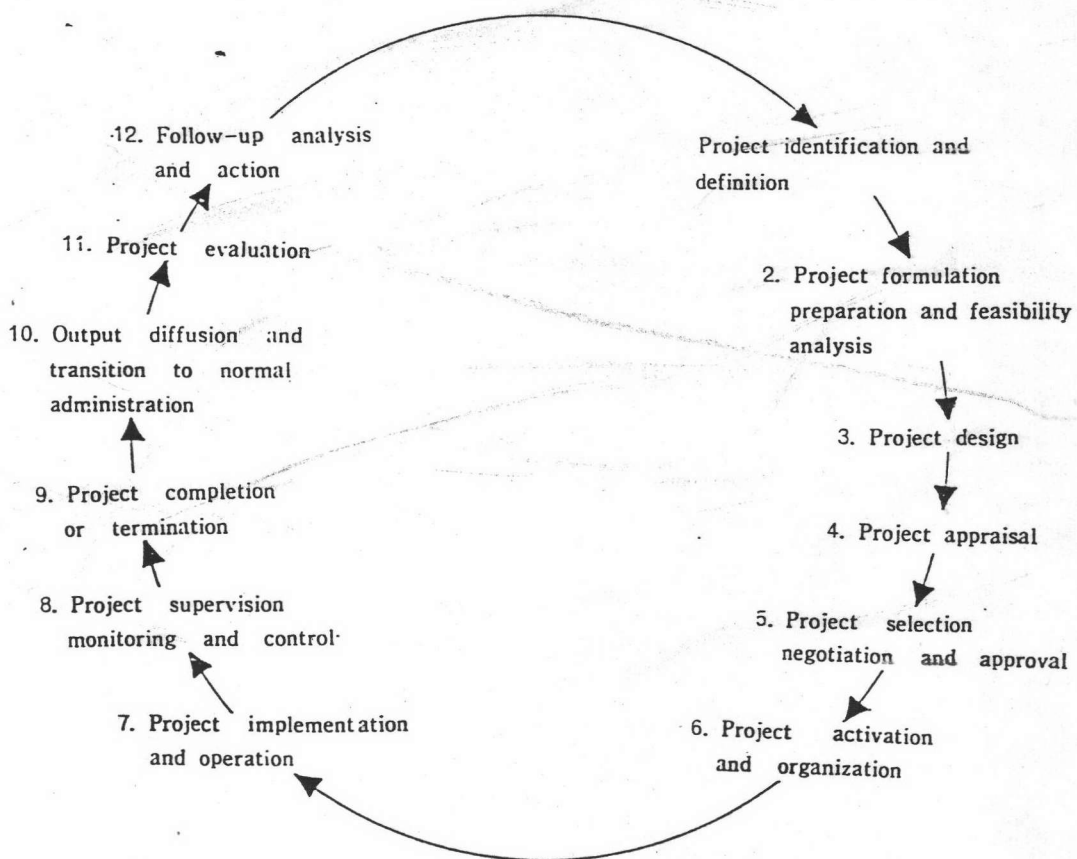 Project identification and
definition
2. Project formulation
preparation and feasibility
analysis
3. Project design
4. Project appraisal
5. Project selection
negotiation and approval
6. Project activation
and organization
7. Project implementation
and operation
8. Project supervision
monitoring and control
9. Project completion
or termination
10. Output diffusion and
transition to normal
administration
11. Project evaluation
12. Follow-up analysis
and action